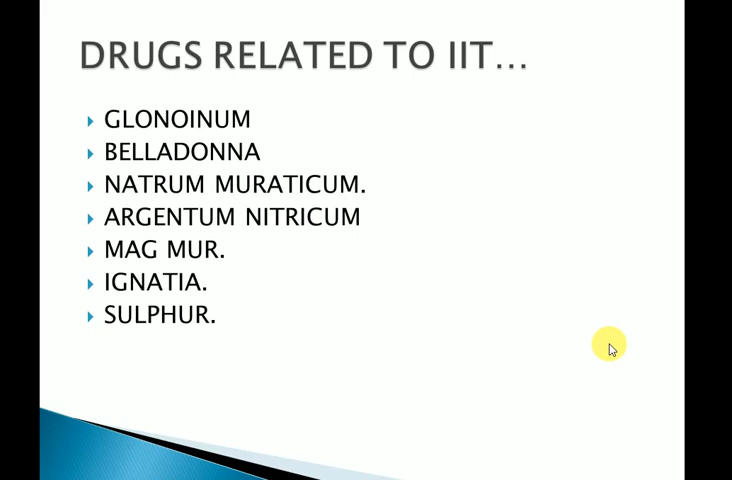 DRUGS RELATED TO IIT...
GLONOINUM
BELLADONNA
NATRUM MURATICUM.
ARGENTUM NITRICUM
MAG MUR.
IGNATIA.
SULPHUR.